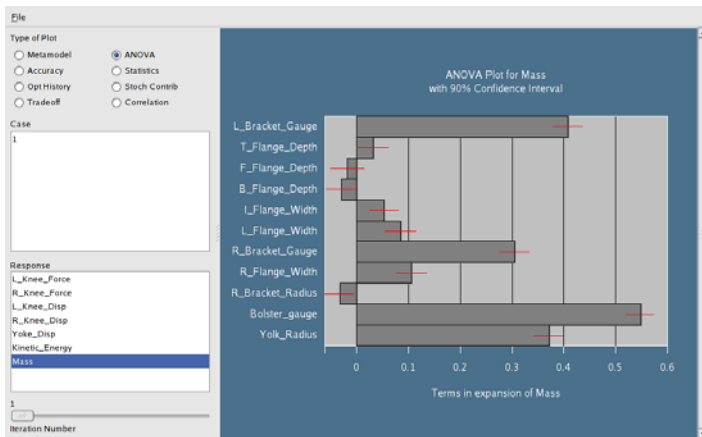 File
Type of Plot
Metamodel
ANOVA
Accuracy
Statistics
Opt History
Stoch Contrib
Tradeoff
Correlation
Case
1
Response
L_Knee_Force
R_Knee_Force
L_Knee_Disp
R_Knee_Disp
Yoke_Disp
Kinetic_Energy
Mass
1
Iteration Number
ANOVA Plot for Mass
with 90% Confidence Interval
L_Bracket_Gauge
T_Flange_Depth
F_Flange_Depth
B_Flange_Depth
I_Flange_Width
L_Flange_Width
R_Bracket_Gauge
R_Flange_Width
R_Bracket_Radius
Bolster_gauge
Yolk_Radius
0 0.1 0.2 0.3 0.4 0.5 0.6
Terms in expansion of Mass